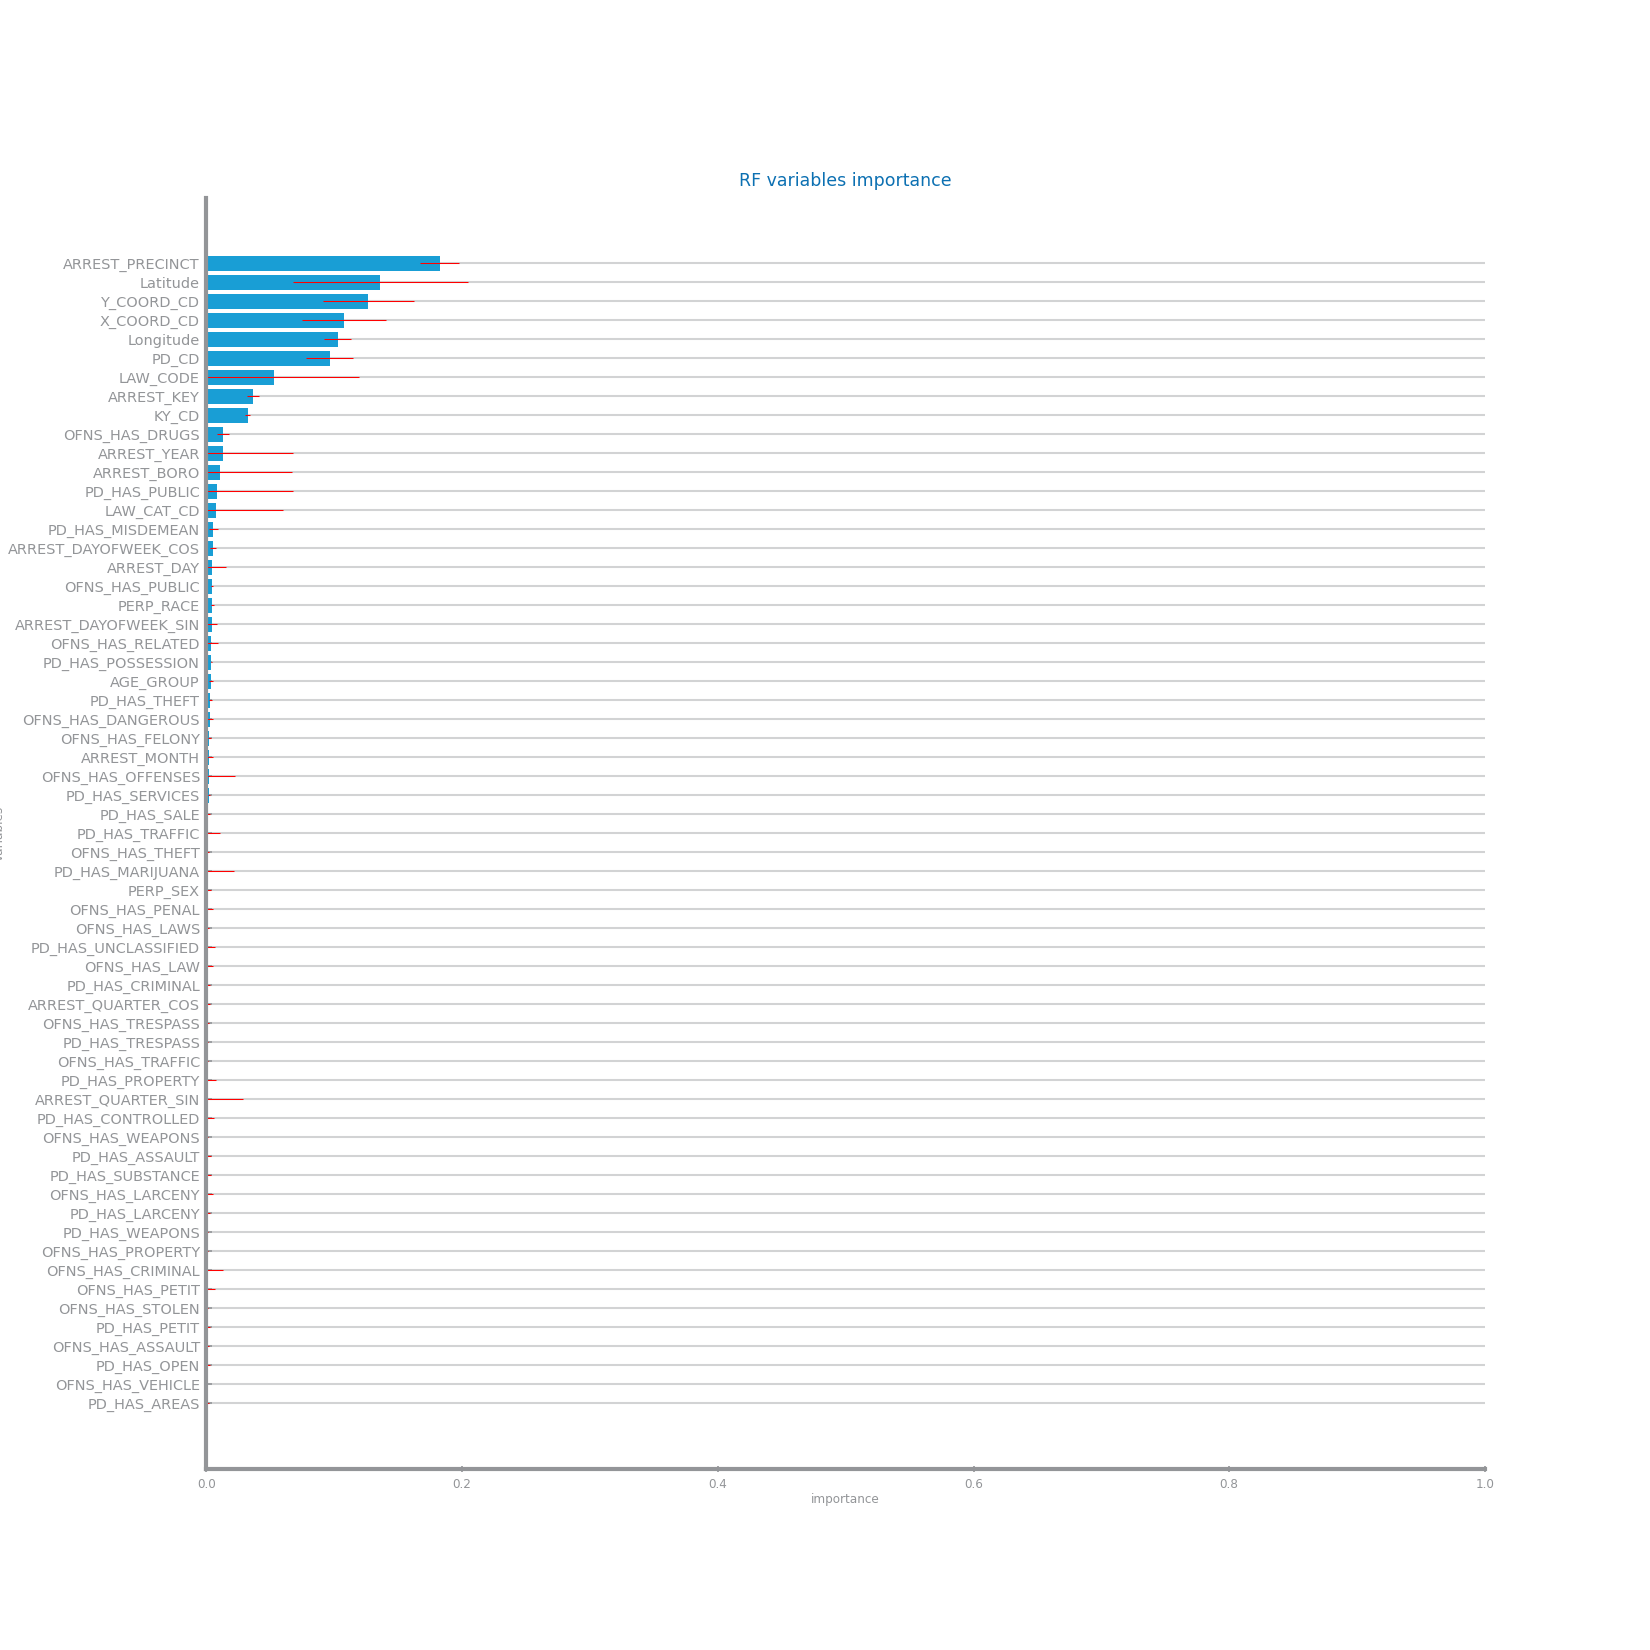 RF variables importance
ARREST_PRECINCT
Latitude
Y_COORD_CD
X_COORD_CD
Longitude
PD_CD
LAW_CODE
ARREST_KEY
KY_CD
OFNS_HAS_DRUGS
ARREST_YEAR
ARREST_BORO
PD_HAS_PUBLIC
LAW_CAT_CD
PD_HAS_MISDEMEAN
ARREST_DAYOFWEEK_COS
ARREST_DAY
OFNS_HAS_PUBLIC
PERP_RACE
ARREST_DAYOFWEEK_SIN
OFNS_HAS_RELATED
PD_HAS_POSSESSION
AGE_GROUP
PD_HAS_THEFT
OFNS_HAS_DANGEROUS
OFNS_HAS_FELONY
ARREST_MONTH
OFNS_HAS_OFFENSES
PD_HAS_SERVICES
PD_HAS_SALE
PD_HAS_TRAFFIC
OFNS_HAS_THEFT
PD_HAS_MARIJUANA
PERP_SEX
OFNS_HAS_PENAL
OFNS_HAS_LAWS
PD_HAS_UNCLASSIFIED
OFNS_HAS_LAW
PD_HAS_CRIMINAL
ARREST_QUARTER_COS
OFNS_HAS_TRESPASS
PD_HAS_TRESPASS
OFNS_HAS_TRAFFIC
PD_HAS_PROPERTY
ARREST_QUARTER_SIN
PD_HAS_CONTROLLED
OFNS_HAS_WEAPONS
PD_HAS_ASSAULT
PD_HAS_SUBSTANCE
OFNS_HAS_LARCENY
PD_HAS_LARCENY
PD_HAS_WEAPONS
OFNS_HAS_PROPERTY
OFNS_HAS_CRIMINAL
OFNS_HAS_PETIT
OFNS_HAS_STOLEN
PD_HAS_PETIT
OFNS_HAS_ASSAULT
PD_HAS_OPEN
OFNS_HAS_VEHICLE
PD_HAS_AREAS
0.0 0.2 0.4 0.6 0.8 1.0
importance